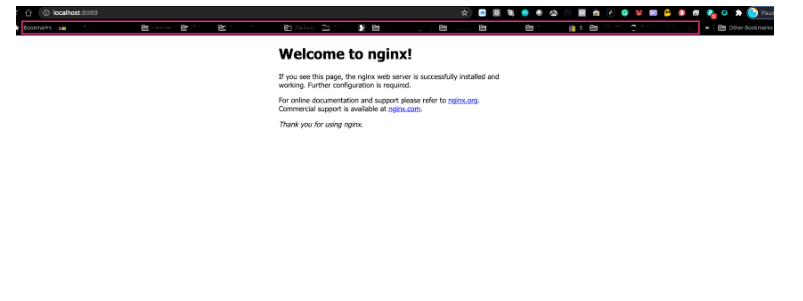 localhost:8089
Bookmarks
Other Bookmarks
Welcome to nginx!
If you see this page, the nginx web server is successfully installed and
working. Further configuration is required.
For online documentation and support please refer to nginx.org.
Commercial support is available at nginx.com.
Thank you for using nginx.